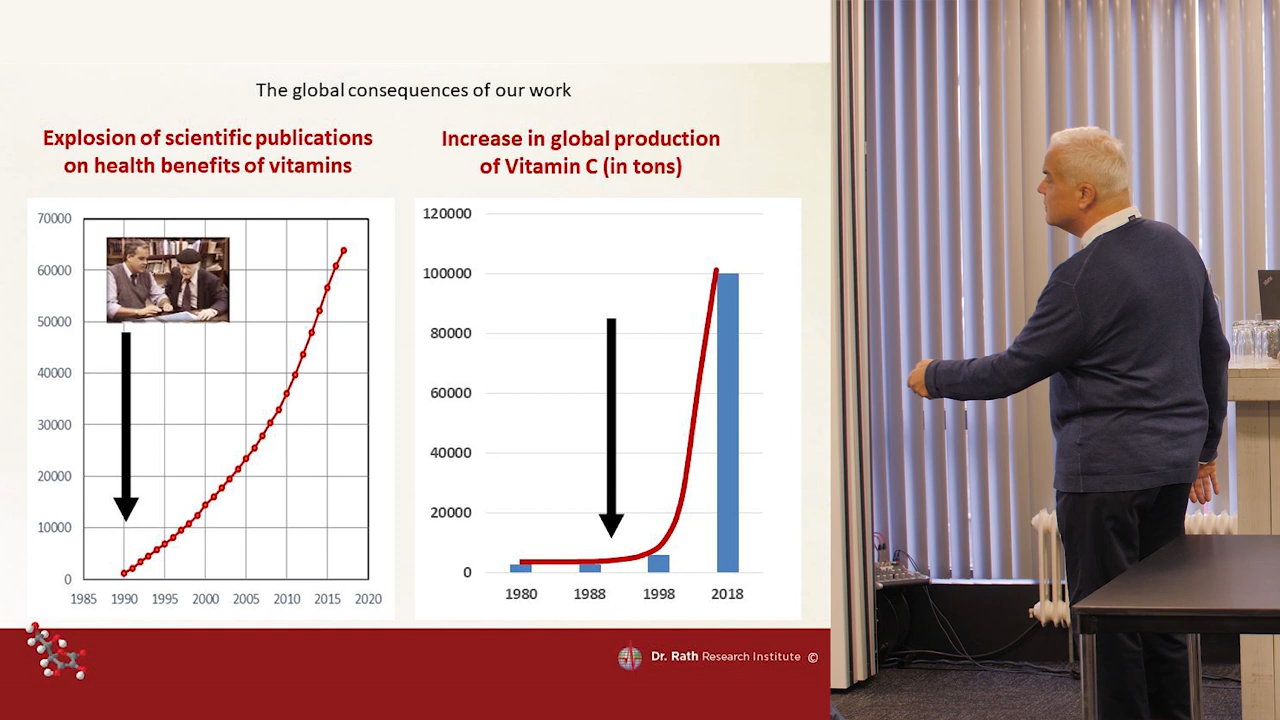 The global consequences of our work
Explosion of scientific publications
on health benefits of vitamins
70000
60000
50000
40000
30000
20000
10000
0
1985 1990 1995 2000 2005 2010 2015 2020
Increase in global production
of Vitamin C (in tons)
120000
100000
80000
60000
40000
20000
0
1980 1988 1998 2018
Dr. Rath Research Institute ©